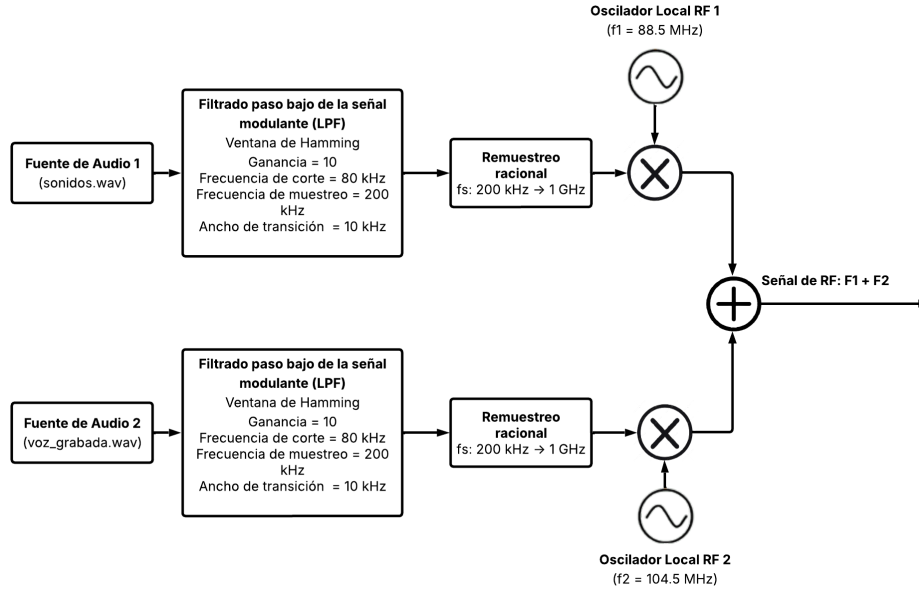 Oscilador Local RF 1
(f1 = 88.5 MHz)
Filtrado paso bajo de la señal
modulante (LPF)
Ventana de Hamming
Ganancia = 10
Frecuencia de corte = 80 kHz
Frecuencia de muestreo = 200
kHz
Ancho de transición  = 10 kHz
Fuente de Audio 1
(sonidos.wav)
Remuestreo
racional
fs: 200 kHz → 1 GHz
Señal de RF: F1 + F2
Filtrado paso bajo de la señal
modulante (LPF)
Ventana de Hamming
Ganancia = 10
Frecuencia de corte = 80 kHz
Frecuencia de muestreo = 200
kHz
Ancho de transición  = 10 kHz
Fuente de Audio 2
(voz_grabada.wav)
Remuestreo
racional
fs: 200 kHz → 1 GHz
Oscilador Local RF 2
(f2 = 104.5 MHz)